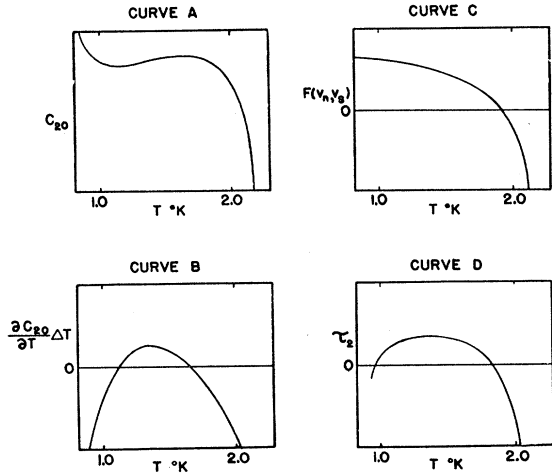 CURVE A
C₂₀
1.0 2.0
T °K
CURVE C
F(vₙ,vₛ)
0
1.0 2.0
T °K
CURVE B
∂C₂₀/∂T ΔT
0
1.0 2.0
T °K
CURVE D
τ₂
0
1.0 2.0
T °K